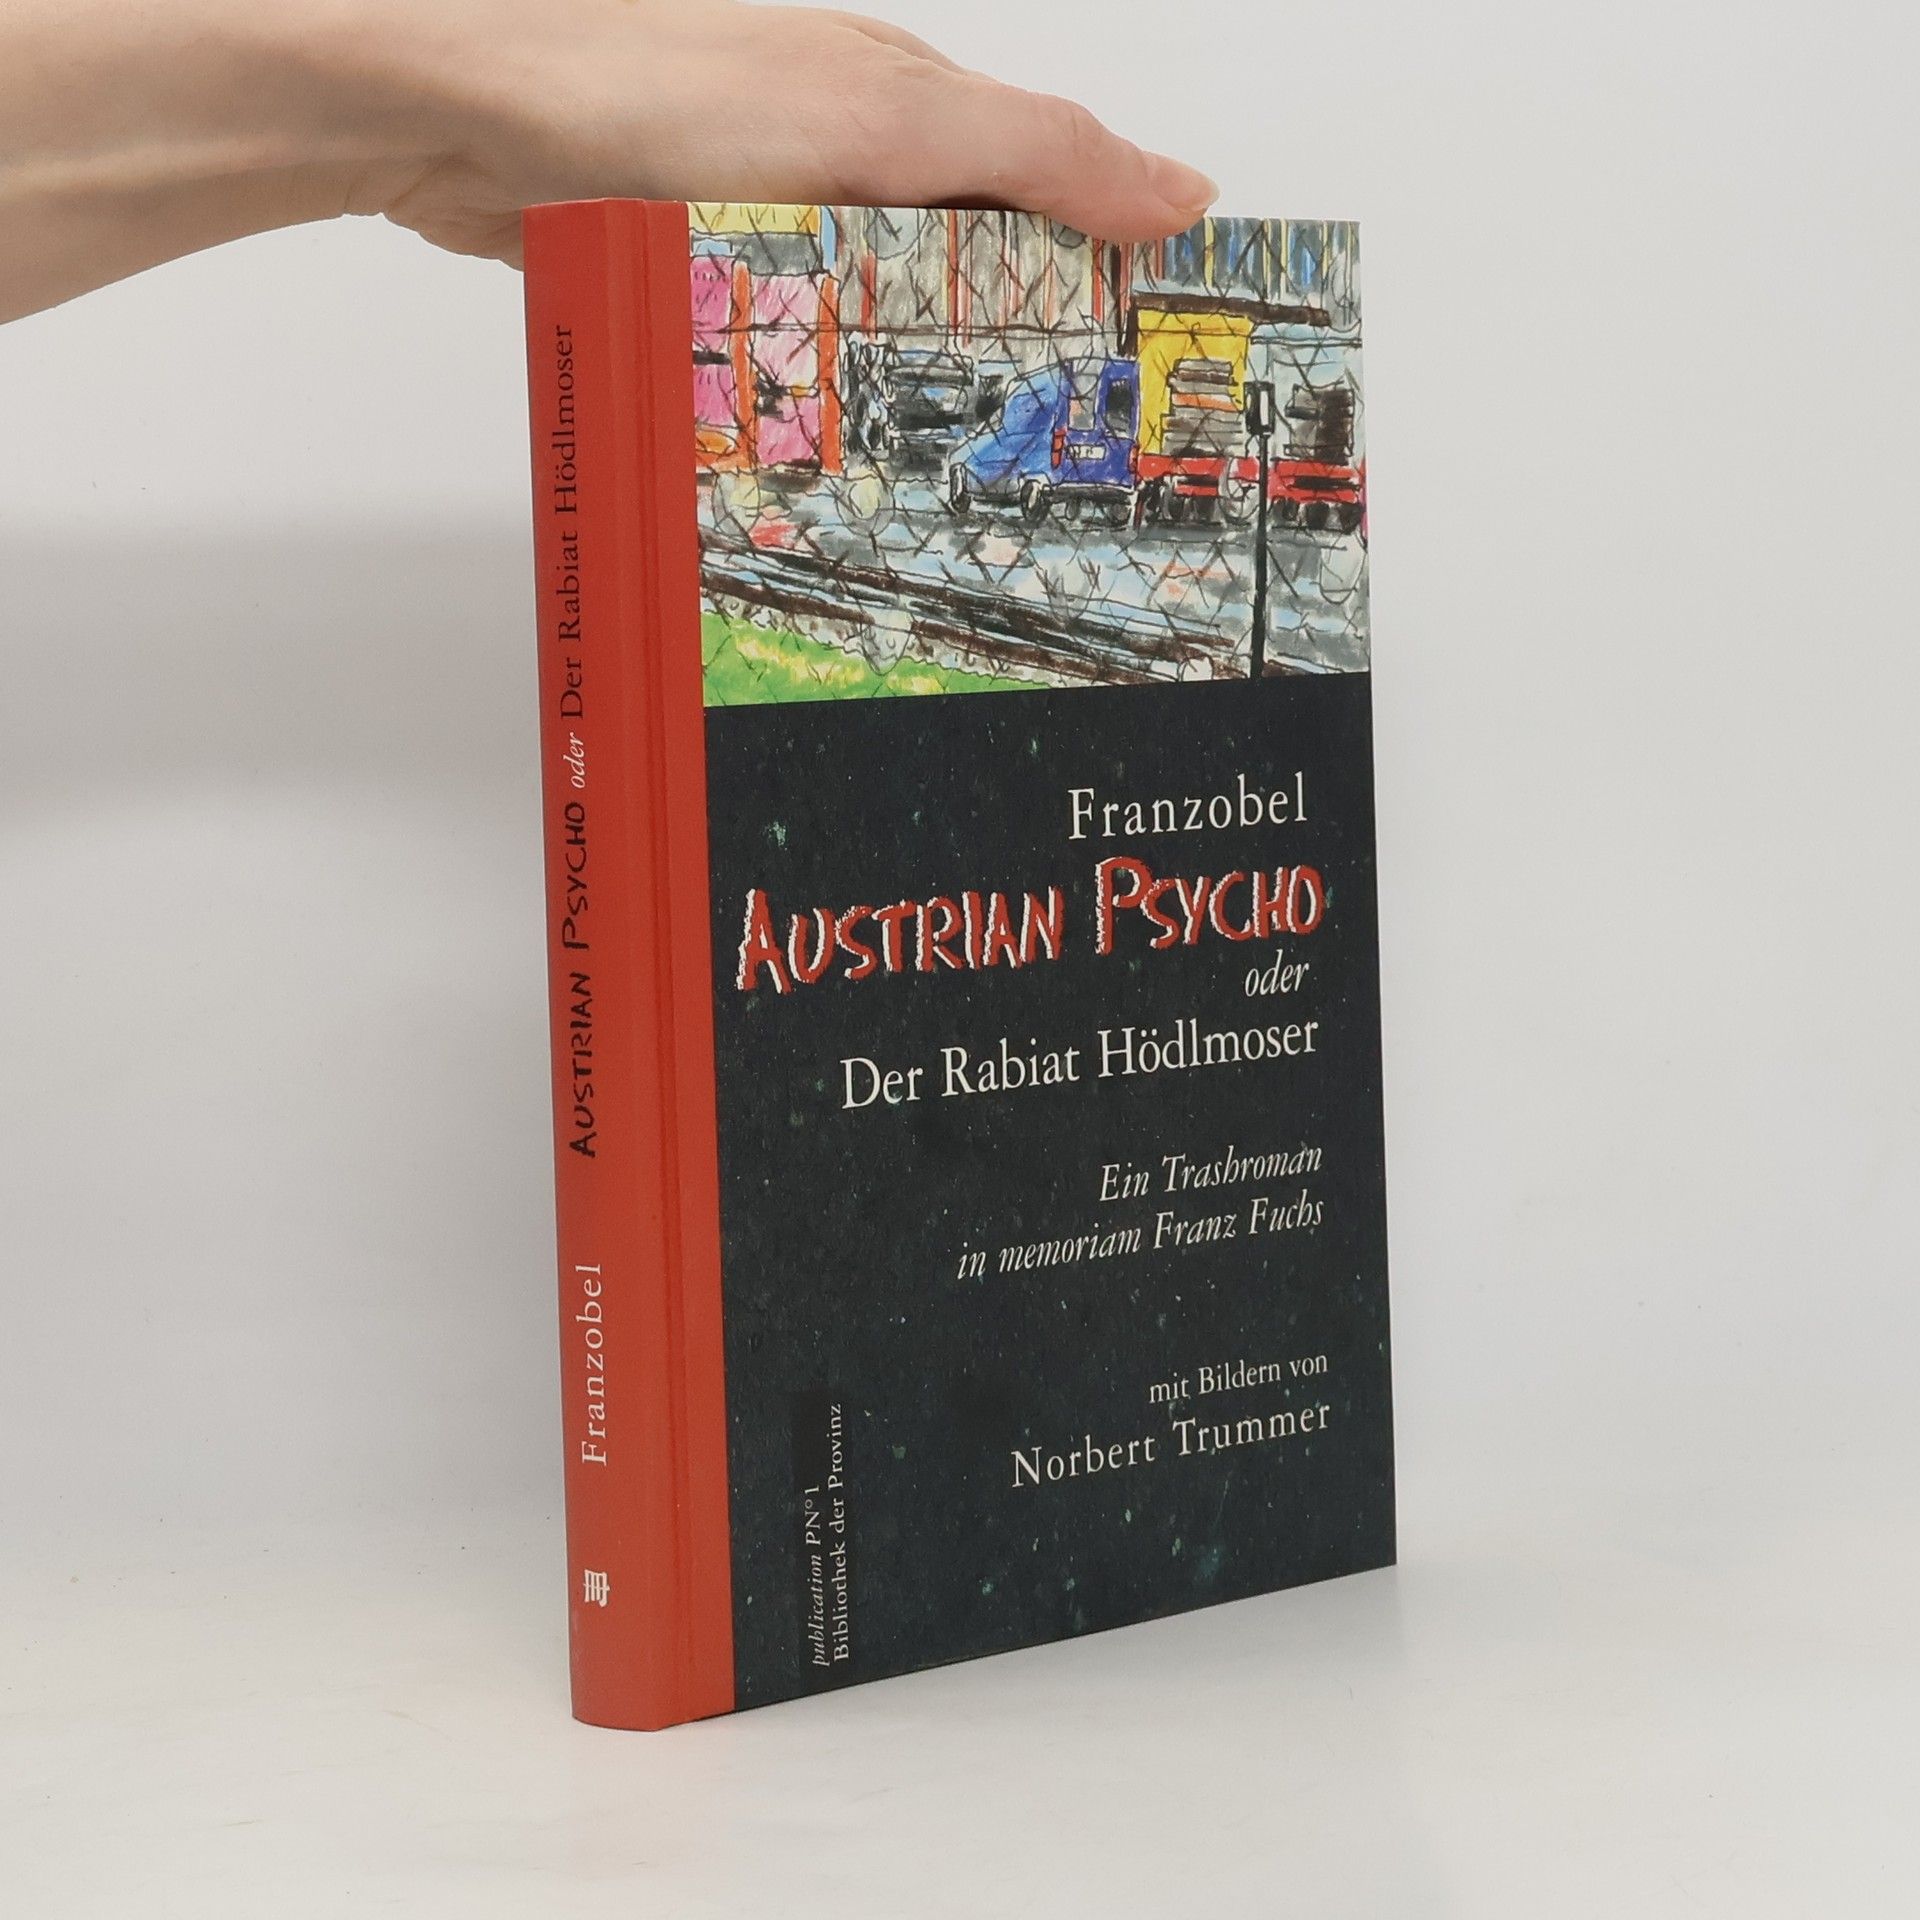 Franzobel
AUSTRIAN PSYCHO
oder
Der Rabiat Hödlmoser
Ein Trashroman
in memoriam Franz Fuchs
mit Bildern von
Norbert Trummer
publication PN°1
Bibliothek der Provinz
Franzobel AUSTRIAN PSYCHO oder Der Rabiat Hödlmoser